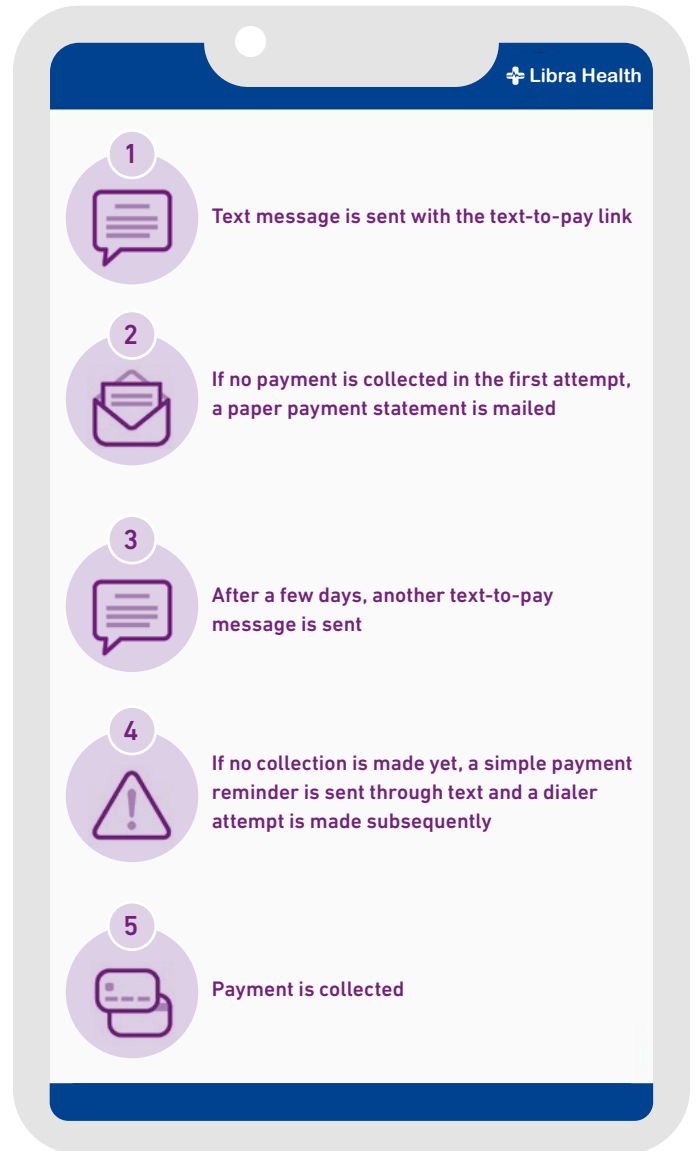 Libra Health
1
Text message is sent with the text-to-pay link
2
If no payment is collected in the first attempt,
a paper payment statement is mailed
3
After a few days, another text-to-pay
message is sent
4
If no collection is made yet, a simple payment
reminder is sent through text and a dialer
attempt is made subsequently
5
Payment is collected